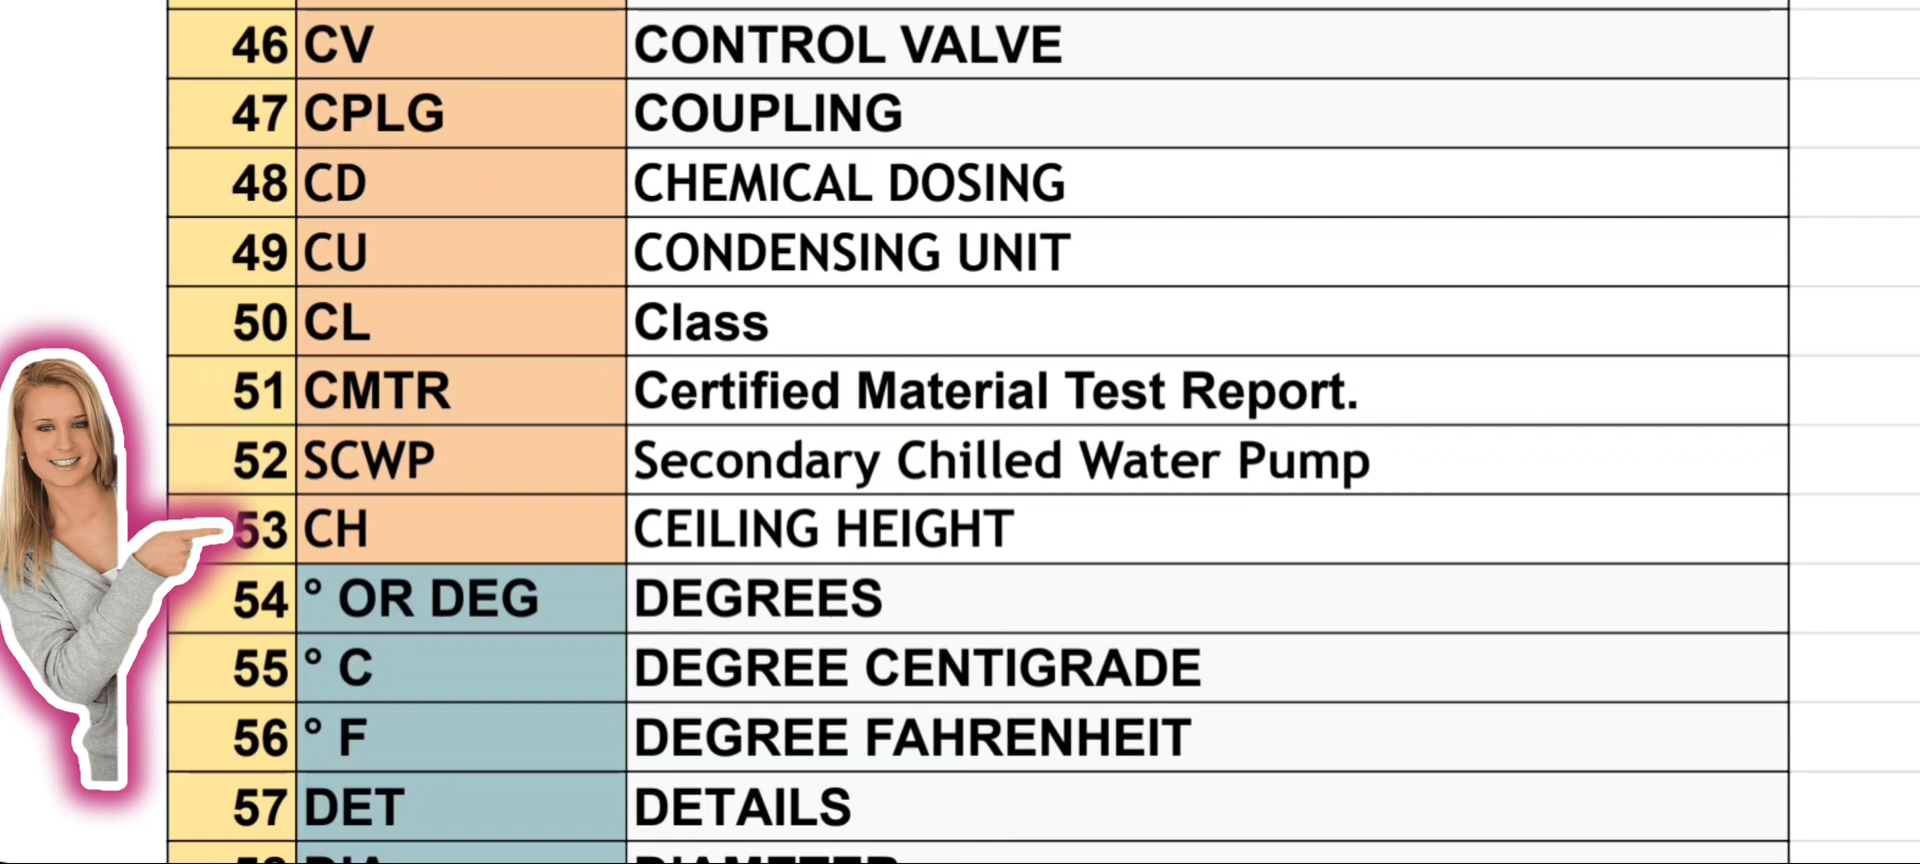 46 CV CONTROL VALVE
47 CPLG COUPLING
48 CD CHEMICAL DOSING
49 CU CONDENSING UNIT
50 CL Class
51 CMTR Certified Material Test Report.
52 SCWP Secondary Chilled Water Pump
53 CH CEILING HEIGHT
54 ° OR DEG DEGREES
55 ° C DEGREE CENTIGRADE
56 ° F DEGREE FAHRENHEIT
57 DET DETAILS
DIAMETER